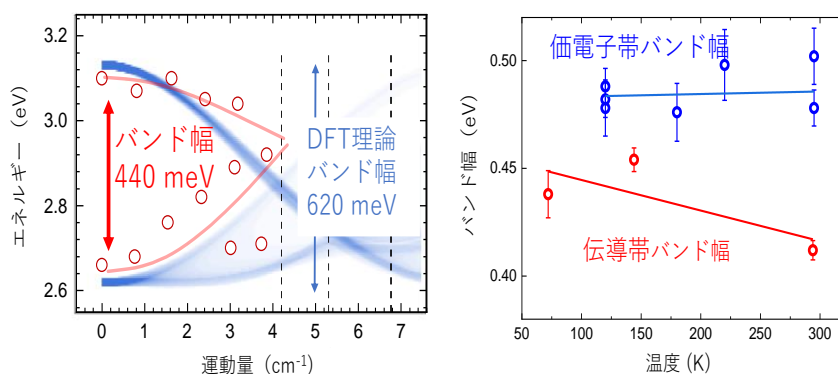 3.2
3.0
2.8
2.6
エネルギー（eV）
バンド幅
440 meV
DFT理論
バンド幅
620 meV
0
1
2
3
4
5
6
7
運動量（cm-1）
0.50
0.45
0.40
バンド幅（eV）
価電子帯バンド幅
伝導帯バンド幅
50
100
150
200
250
300
温度 (K)